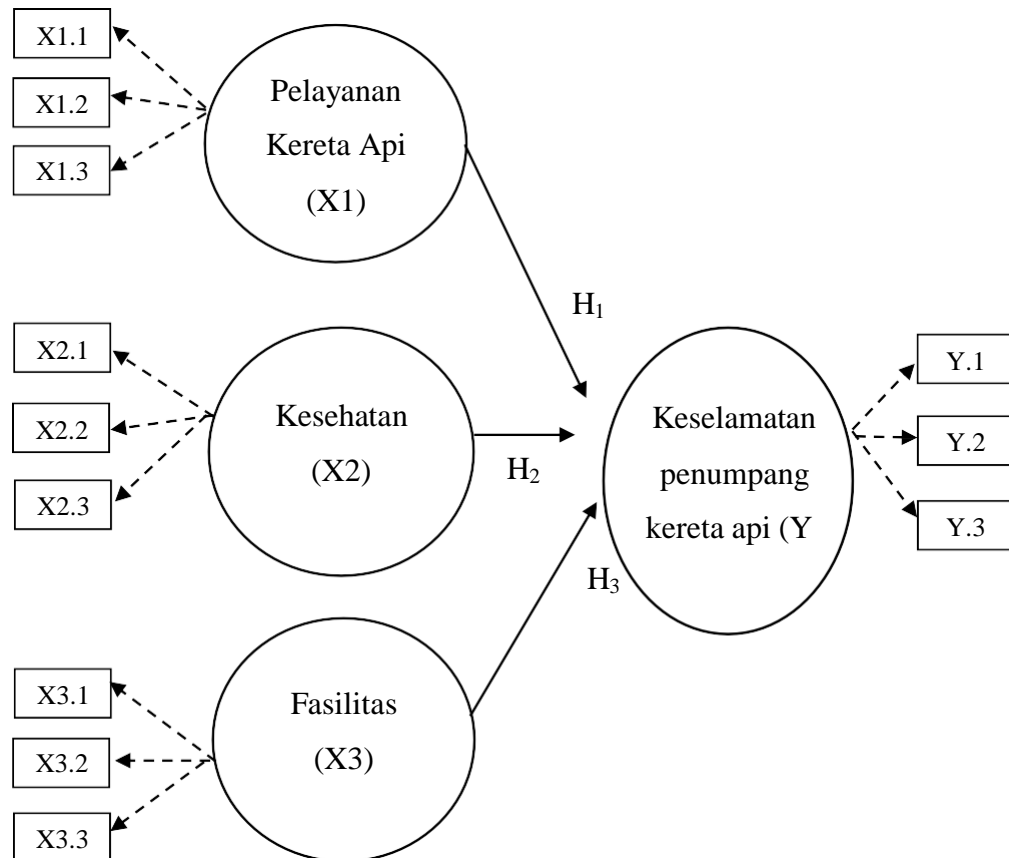 X1.1
X1.2
X1.3
Pelayanan
Kereta Api
(X1)
H₁
X2.1
X2.2
X2.3
Kesehatan
(X2)
H₂
Keselamatan
penumpang
kereta api (Y
Y.1
Y.2
Y.3
H₃
X3.1
X3.2
X3.3
Fasilitas
(X3)